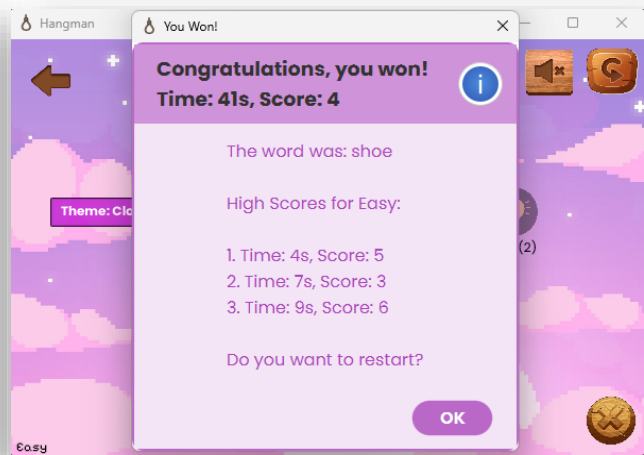 Hangman
You Won!
Congratulations, you won!
Time: 41s, Score: 4
The word was: shoe
Theme: Clo
High Scores for Easy:
(2)
1. Time: 4s, Score: 5
2. Time: 7s, Score: 3
3. Time: 9s, Score: 6
Do you want to restart?
OK
Easy